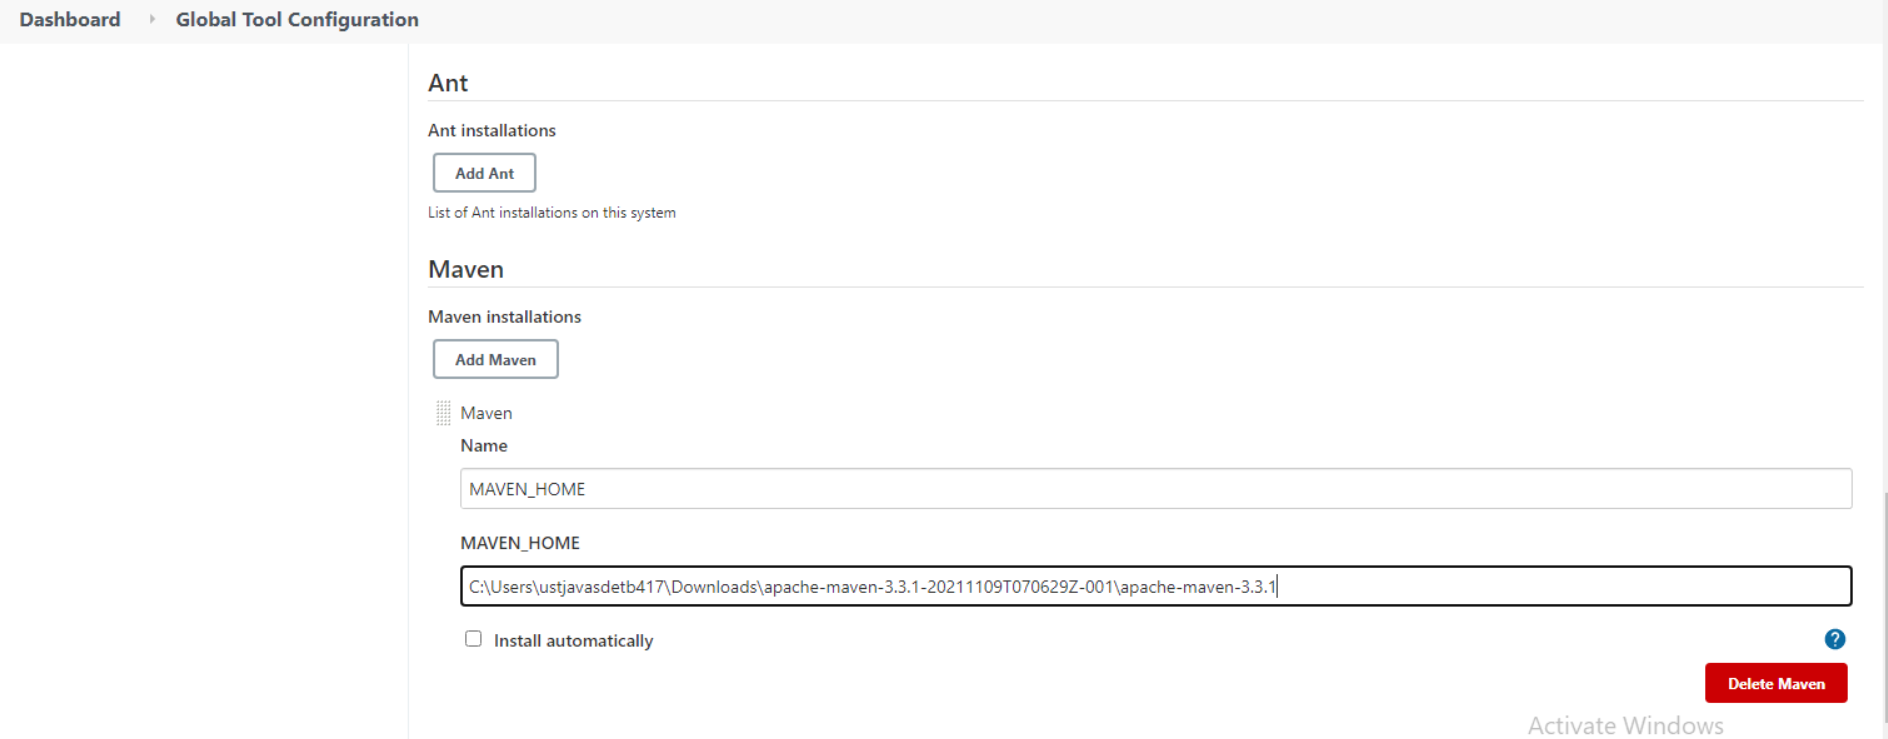 Dashboard Global Tool Configuration
Ant
Ant installations
Add Ant
List of Ant installations on this system
Maven
Maven installations
Add Maven
Maven
Name
MAVEN_HOME
MAVEN_HOME
C:\Users\ustjavasdetb417\Downloads\apache-maven-3.3.1-20211109T070629Z-001\apache-maven-3.3.1
Install automatically
?
Delete Maven
Activate Windows